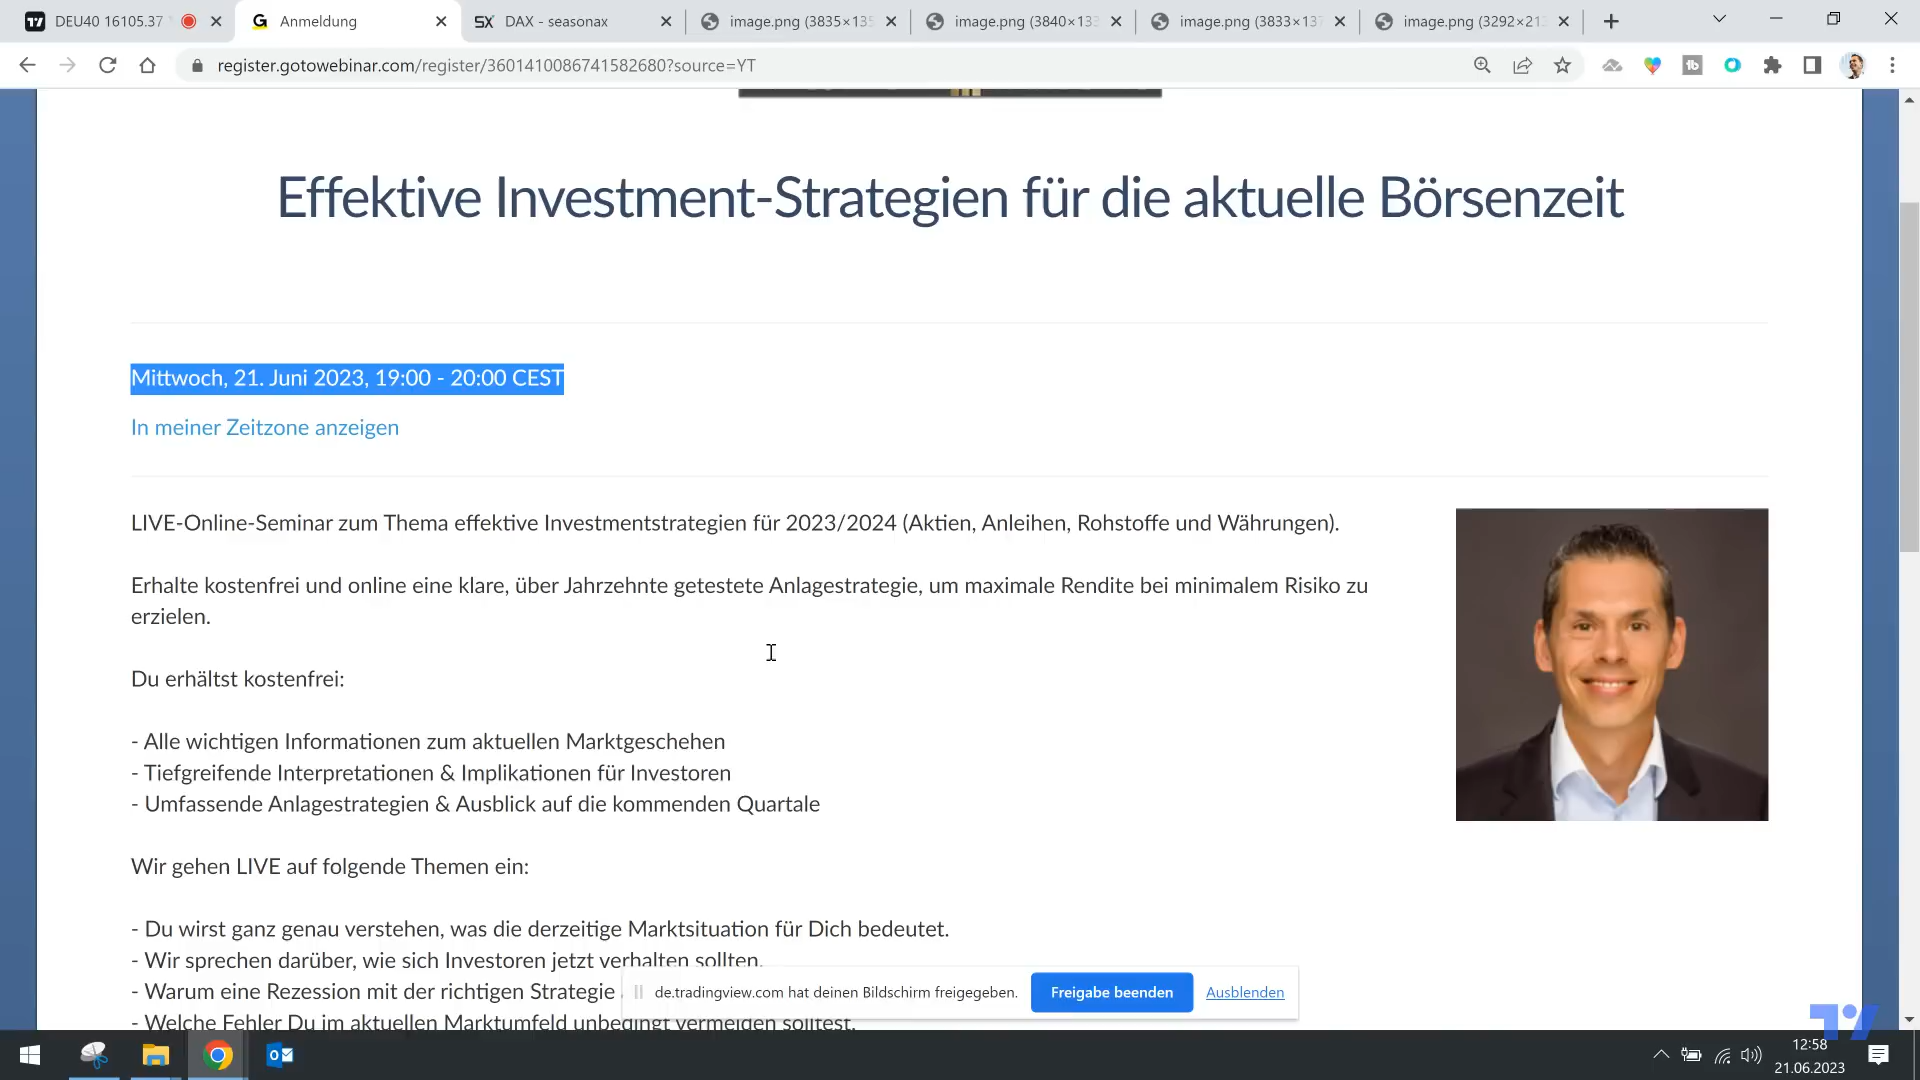 DEU40 16105.37
Anmeldung
DAX - seasonax
image.png (3835×135
image.png (3840×133
image.png (3833×137
image.png (3292×212
register.gotowebinar.com/register/3601410086741582680?source=YT
Effektive Investment-Strategien für die aktuelle Börsenzeit
Mittwoch, 21. Juni 2023, 19:00 - 20:00 CEST
In meiner Zeitzone anzeigen
LIVE-Online-Seminar zum Thema effektive Investmentstrategien für 2023/2024 (Aktien, Anleihen, Rohstoffe und Währungen).
Erhalte kostenfrei und online eine klare, über Jahrzehnte getestete Anlagestrategie, um maximale Rendite bei minimalem Risiko zu
erzielen.
Du erhältst kostenfrei:
- Alle wichtigen Informationen zum aktuellen Marktgeschehen
- Tiefgreifende Interpretationen & Implikationen für Investoren
- Umfassende Anlagestrategien & Ausblick auf die kommenden Quartale
Wir gehen LIVE auf folgende Themen ein:
- Du wirst ganz genau verstehen, was die derzeitige Marktsituation für Dich bedeutet.
- Wir sprechen darüber, wie sich Investoren jetzt verhalten sollten.
- Warum eine Rezession mit der richtigen Strategie
de.tradingview.com hat deinen Bildschirm freigegeben.
Freigabe beenden
Ausblenden
- Welche Fehler Du im aktuellen Marktumfeld unbedingt vermeiden solltest.
12:58
21.06.2023